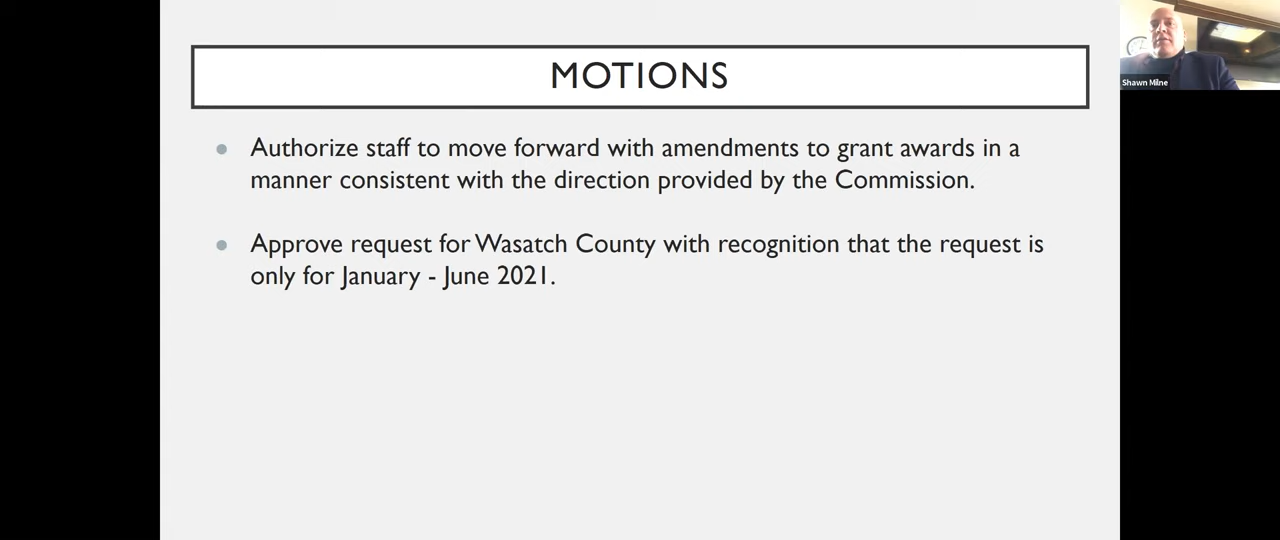 MOTIONS
Authorize staff to move forward with amendments to grant awards in a
manner consistent with the direction provided by the Commission.
Approve request for Wasatch County with recognition that the request is
only for January - June 2021.
Shawn Milne